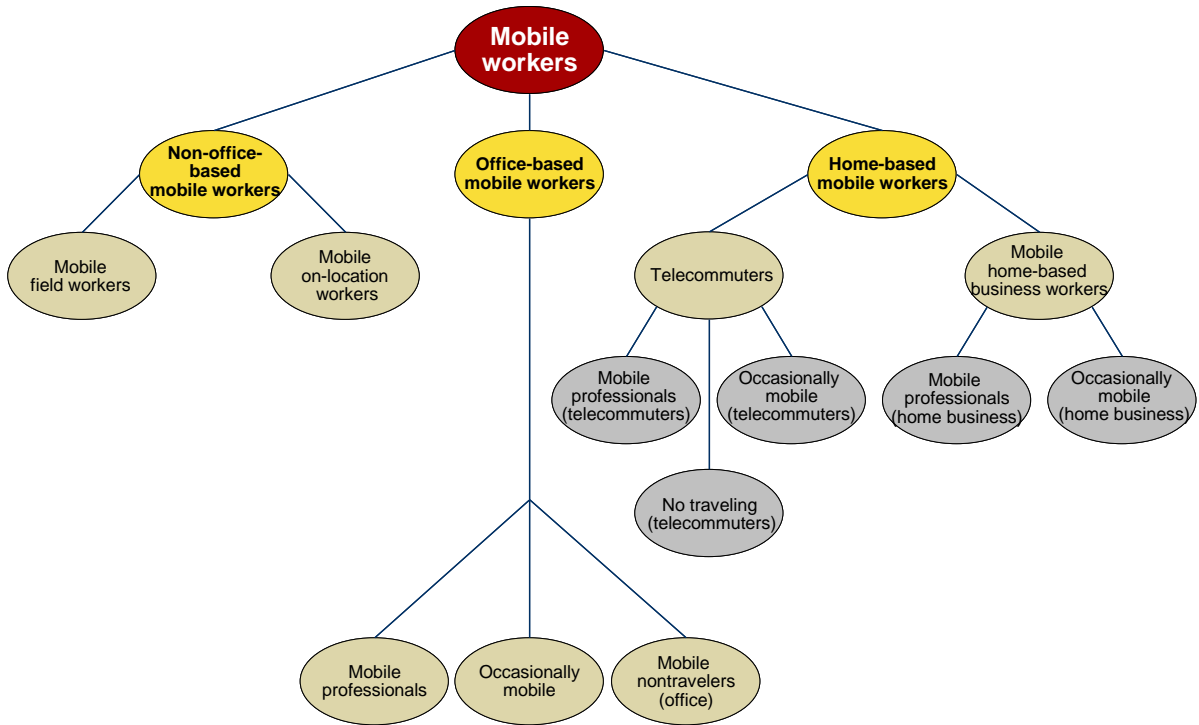 Mobile
workers
Non-office-
based
mobile workers
Office-based
mobile workers
Home-based
mobile workers
Mobile
field workers
Mobile
on-location
workers
Telecommuters
Mobile
home-based
business workers
Mobile
professionals
(telecommuters)
Occasionally
mobile
(telecommuters)
Mobile
professionals
(home business)
Occasionally
mobile
(home business)
No traveling
(telecommuters)
Mobile
professionals
Occasionally
mobile
Mobile
nontravelers
(office)